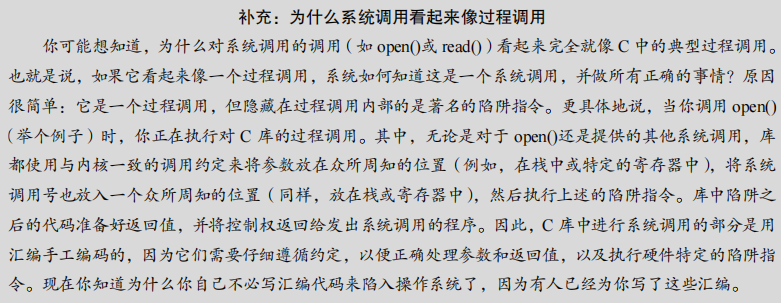 补充：为什么系统调用看起来像过程调用
你可能想知道，为什么对系统调用的调用（如 open()或 read()）看起来完全就像 C 中的典型过程调用。
也就是说，如果它看起来像一个过程调用，系统如何知道这是一个系统调用，并做所有正确的事情？原因
很简单：它是一个过程调用，但隐藏在过程调用内部的是著名的陷阱指令。更具体地说，当你调用 open()
（举个例子）时，你正在执行对 C 库的过程调用。其中，无论是对于 open()还是提供的其他系统调用，库
都使用与内核一致的调用约定来将参数放在众所周知的位置（例如，在栈中或特定的寄存器中），将系统
调用号也放入一个众所周知的位置（同样，放在栈或寄存器中），然后执行上述的陷阱指令。库中陷阱之
后的代码准备好返回值，并将控制权返回给发出系统调用的程序。因此，C 库中进行系统调用的部分是用
汇编手工编码的，因为它们需要仔细遵循约定，以便正确处理参数和返回值，以及执行硬件特定的陷阱指
令。现在你知道为什么你自己不必写汇编代码来陷入操作系统了，因为有人已经为你写了这些汇编。